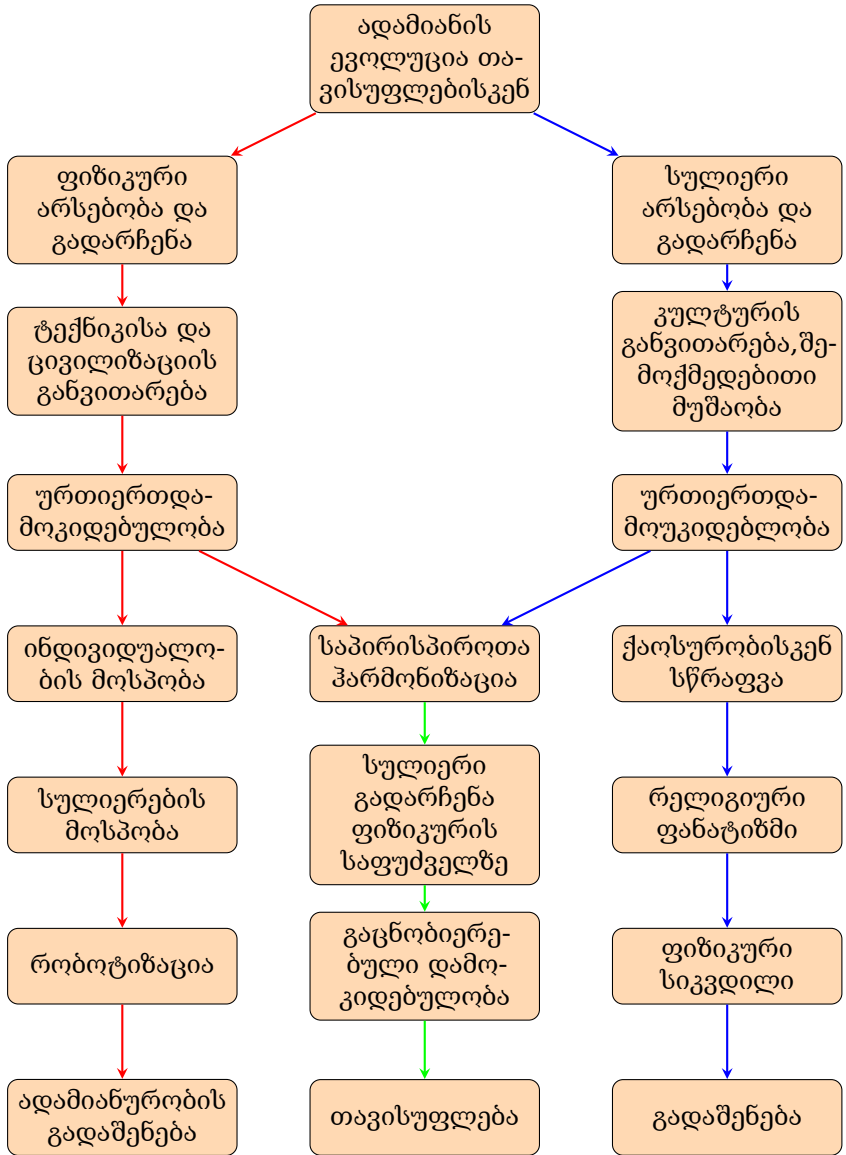 ადამიანის
ევოლუცია თა-
ვისუფლებისკენ
ფიზიკური
არსებობა და
გადარჩენა
სულიერი
არსებობა და
გადარჩენა
ტექნიკისა და
ცივილიზაციის
განვითარება
კულტურის
განვითარება,შე-
მოქმედებითი
მუშაობა
ურთიერთდა-
მოკიდებულობა
ურთიერთდა-
მოუკიდებლობა
ინდივიდუალო-
ბის მოსპობა
საპირისპიროთა
ჰარმონიზაცია
ქაოსურობისკენ
სწრაფვა
სულიერების
მოსპობა
სულიერი
გადარჩენა
ფიზიკურის
საფუძველზე
რელიგიური
ფანატიზმი
რობოტიზაცია
გაცნობიერე-
ბული დამო-
კიდებულობა
ფიზიკური
სიკვდილი
ადამიანურობის
გადაშენება
თავისუფლება
გადაშენება